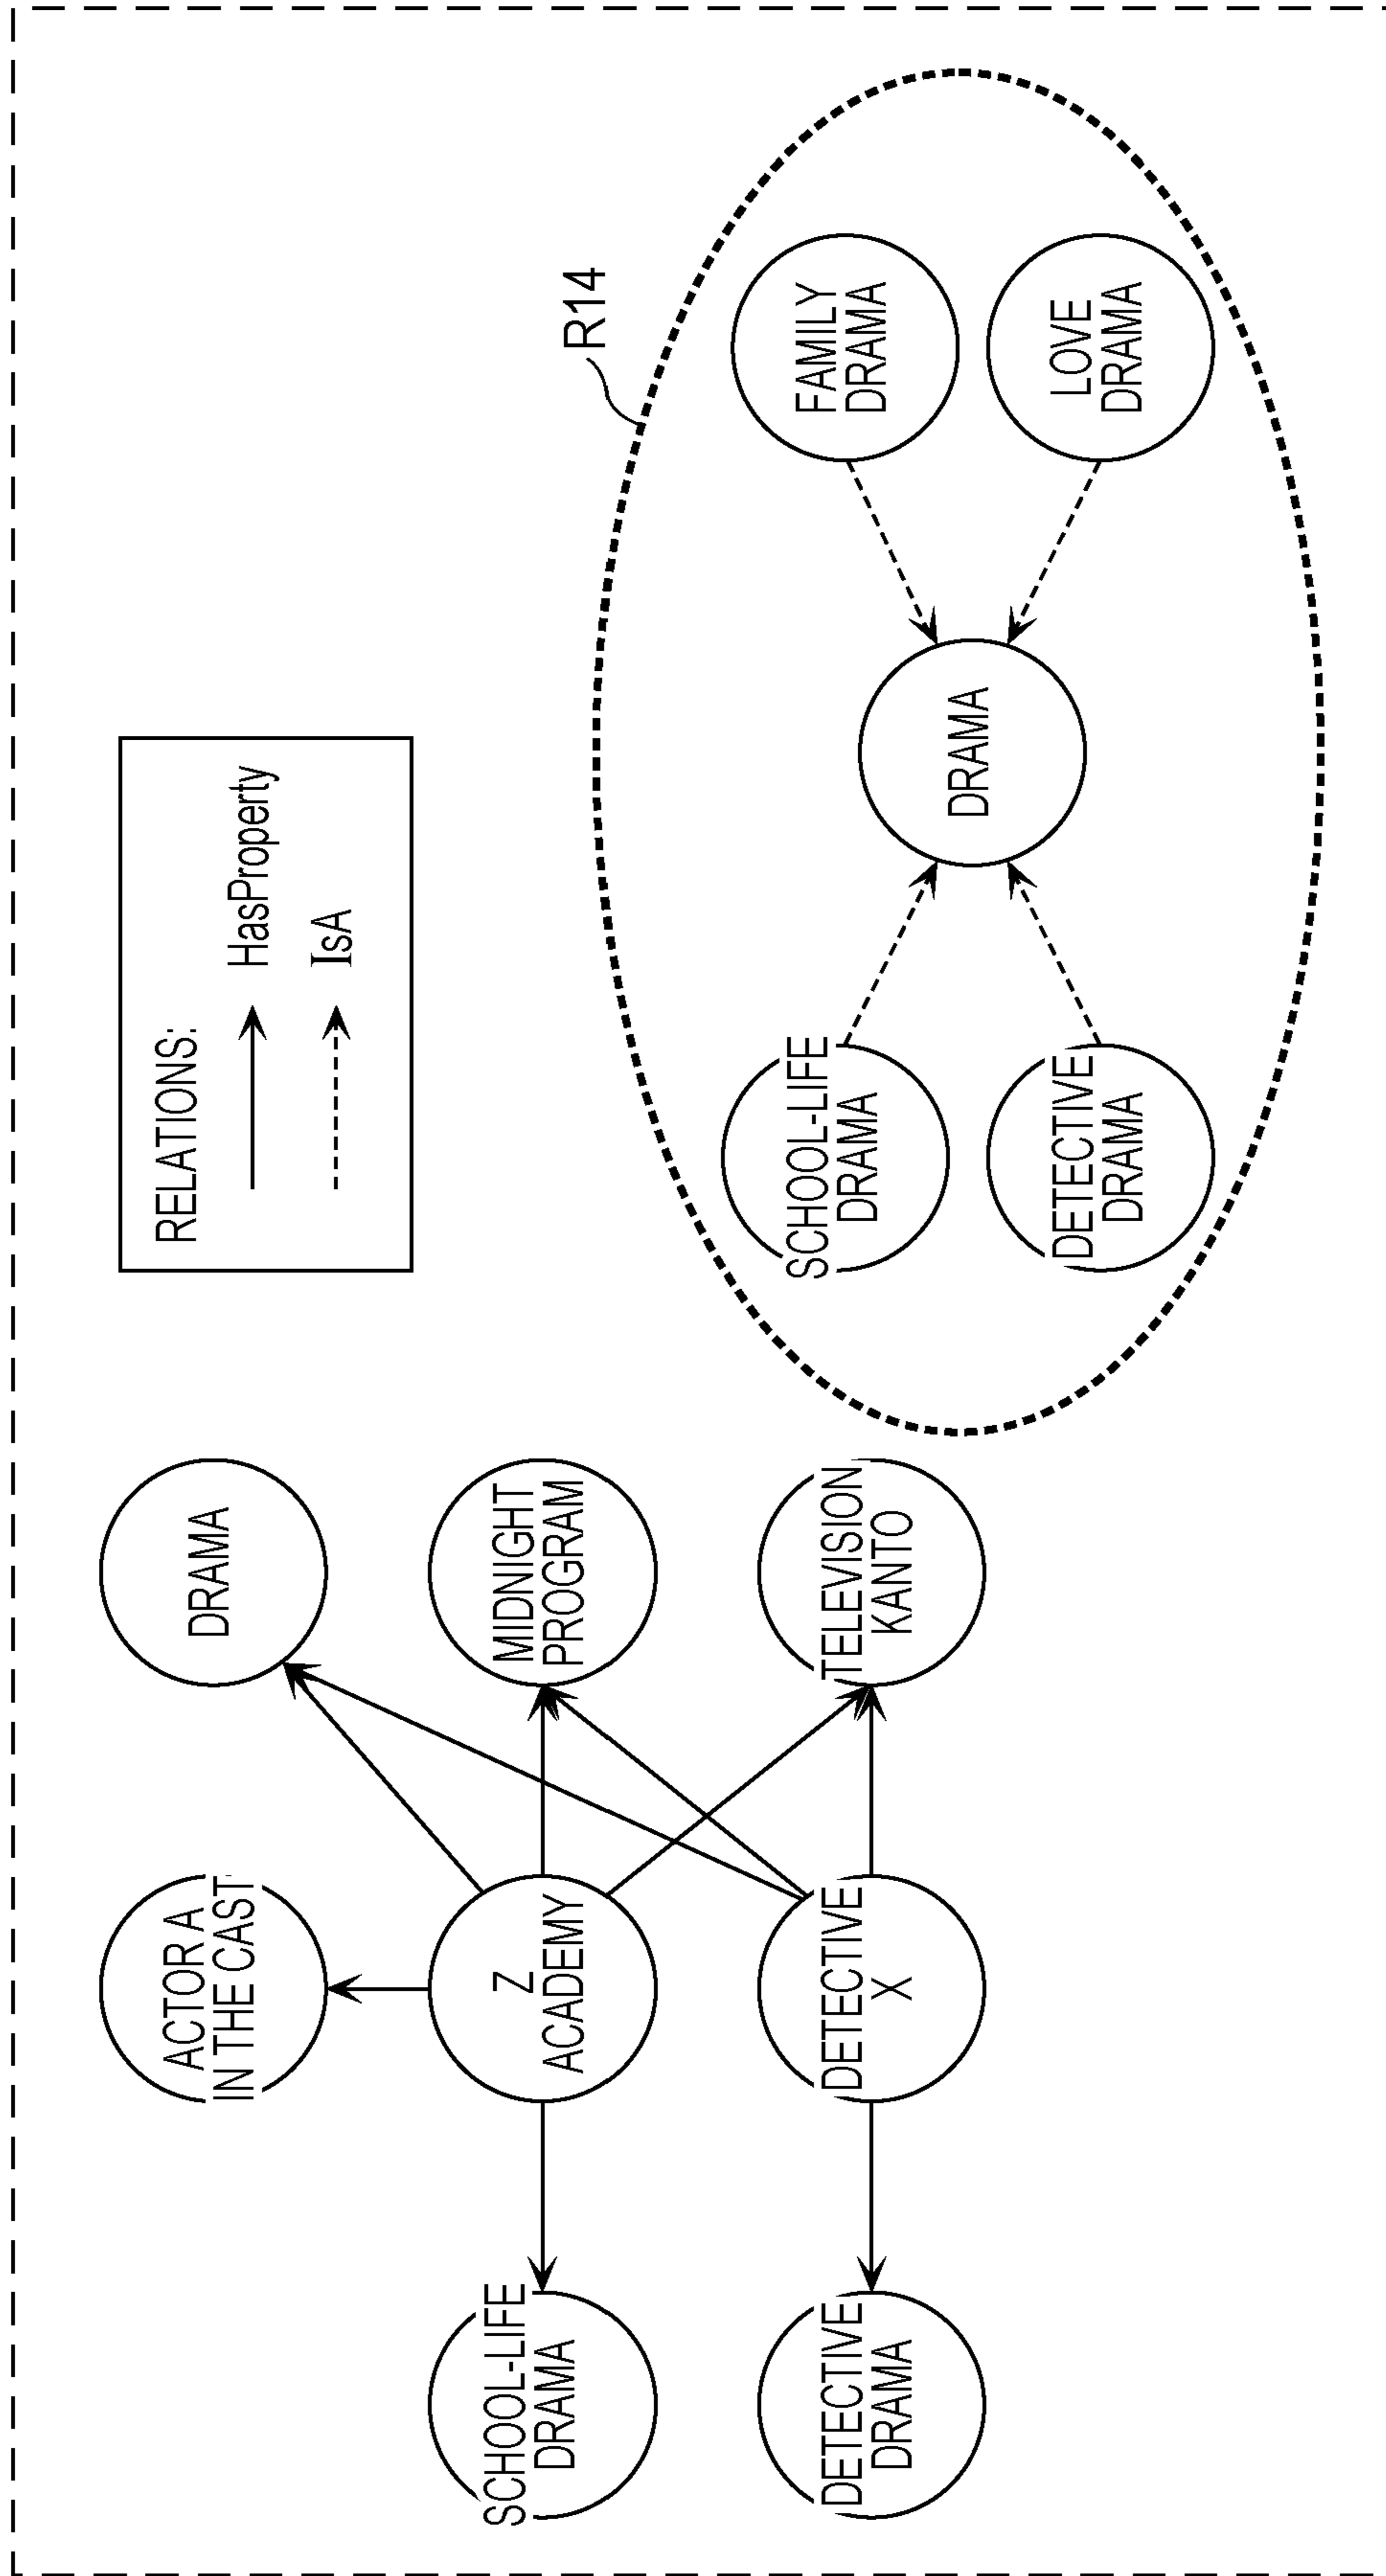 ACTOR A
IN THE CAST
DRAMA
SCHOOL-LIFE
DRAMA
Z
ACADEMY
MIDNIGHT
PROGRAM
DETECTIVE
DRAMA
DETECTIVE
X
TELEVISION
KANTO
RELATIONS:
HasProperty
IsA
R14
SCHOOL-LIFE
DRAMA
FAMILY
DRAMA
DRAMA
DETECTIVE
DRAMA
LOVE
DRAMA